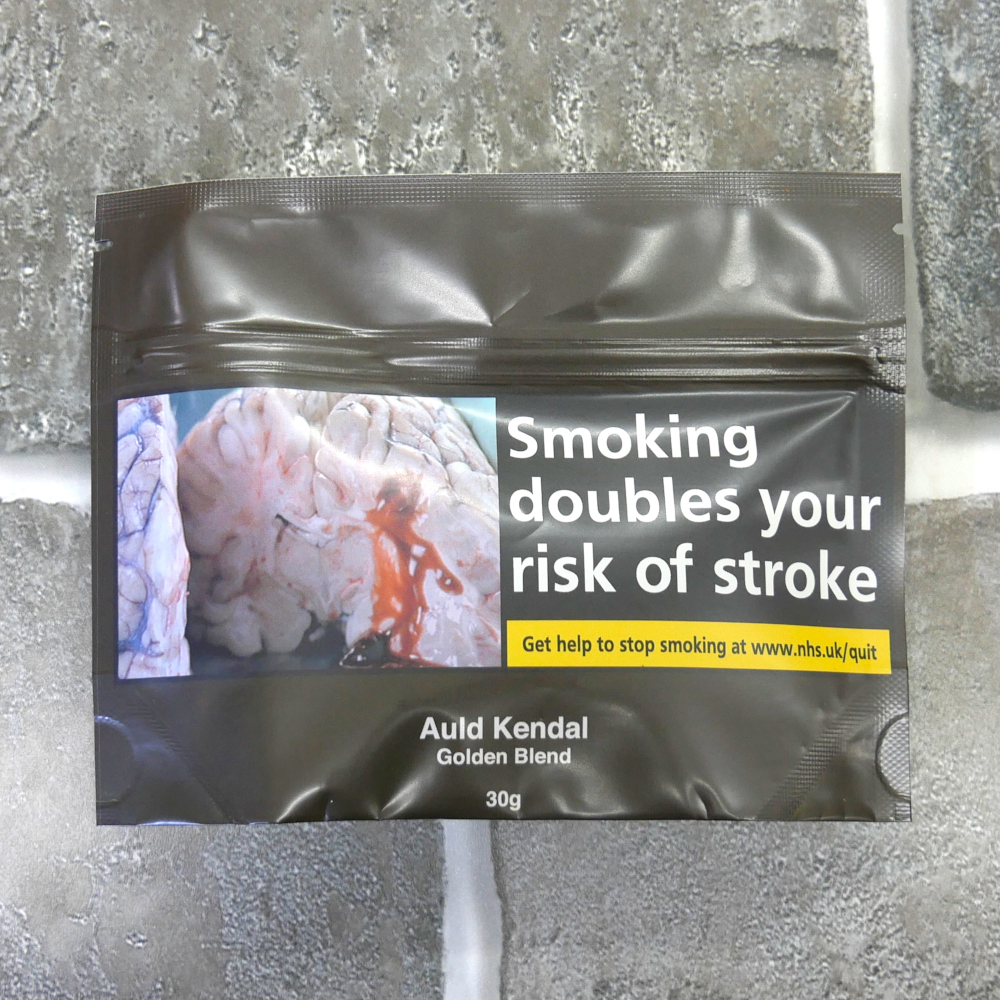 Smoking
doubles your
risk of stroke
Get help to stop smoking at www.nhs.uk/quit
Auld Kendal
Golden Blend
30g